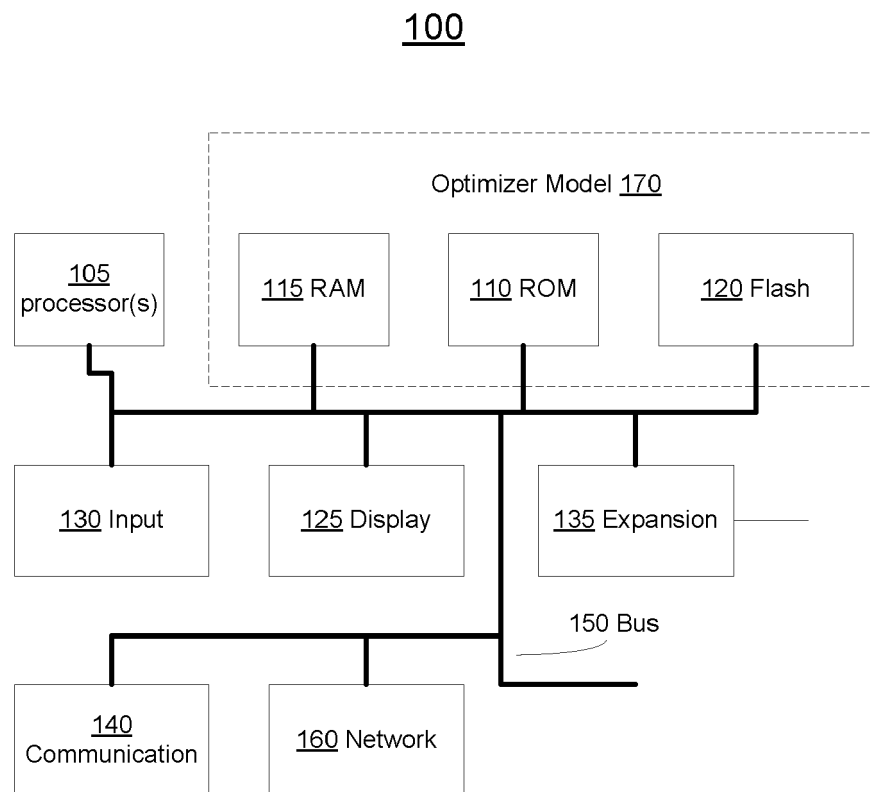 100
Optimizer Model 170
105
processor(s)
115 RAM
110 ROM
120 Flash
130 Input
125 Display
135 Expansion
150 Bus
140
Communication
160 Network